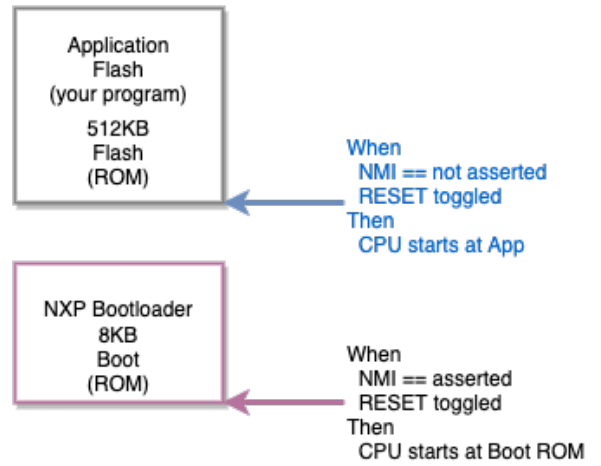 Application
Flash
(your program)
512KB
Flash
(ROM)
When
NMI == not asserted
RESET toggled
Then
CPU starts at App
NXP Bootloader
8KB
Boot
(ROM)
When
NMI == asserted
RESET toggled
Then
CPU starts at Boot ROM